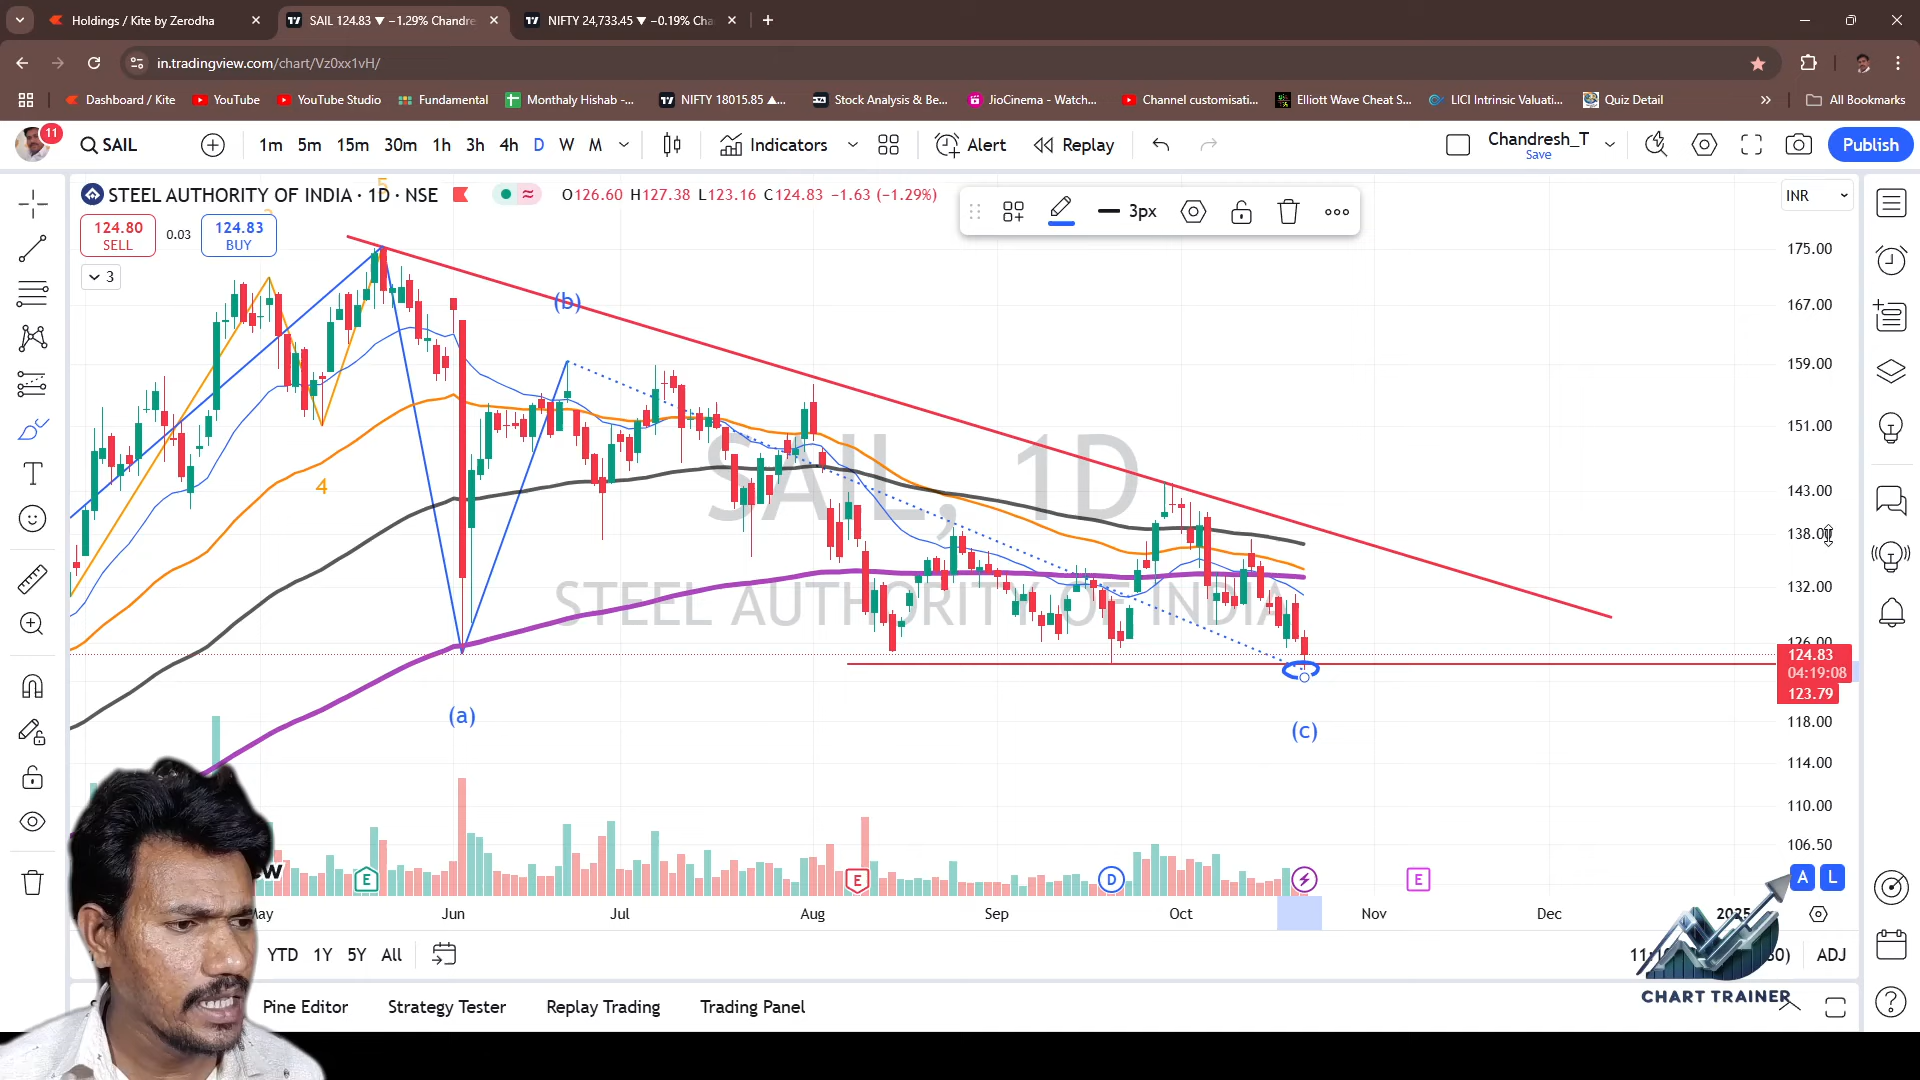 Holdings / Kite by Zerodha
SAIL 124.83 ▼ −1.29% Chandre
NIFTY 24,733.45 ▼ −0.19% Cha
in.tradingview.com/chart/Vz0xx1vH/
Dashboard / Kite
YouTube
YouTube Studio
Fundamental
Monthaly Hishab -...
NIFTY 18015.85 ▲...
Stock Analysis & Be...
JioCinema - Watch...
Channel customisati...
Elliott Wave Cheat S...
LICI Intrinsic Valuati...
Quiz Detail
All Bookmarks
11
SAIL
1m 5m 15m 30m 1h 3h 4h D W M
Indicators
Alert
Replay
Chandresh_T
Save
Publish
STEEL AUTHORITY OF INDIA · 1D · NSE
O126.60 H127.38 L123.16 C124.83 −1.63 (−1.29%)
3px
INR
124.80
SELL
0.03
124.83
BUY
3
5
(b)
4
(a)
(c)
SAIL, 1D
STEEL AUTHORITY OF INDIA
175.00
167.00
159.00
151.00
143.00
138.00
132.00
126.00
124.83
04:19:08
123.79
118.00
114.00
110.00
106.50
A L
E
E
D
E
May Jun Jul Aug Sep Oct Nov Dec 2025
YTD 1Y 5Y All
ADJ
Pine Editor
Strategy Tester
Replay Trading
Trading Panel
CHART TRAINER